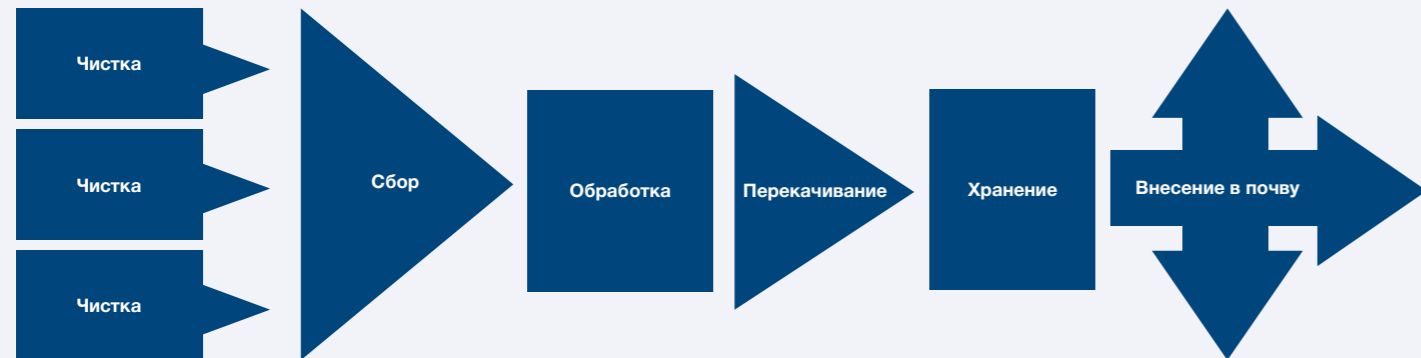 Чистка
Чистка
Чистка
Сбор
Обработка
Перекачивание
Хранение
Внесение в почву